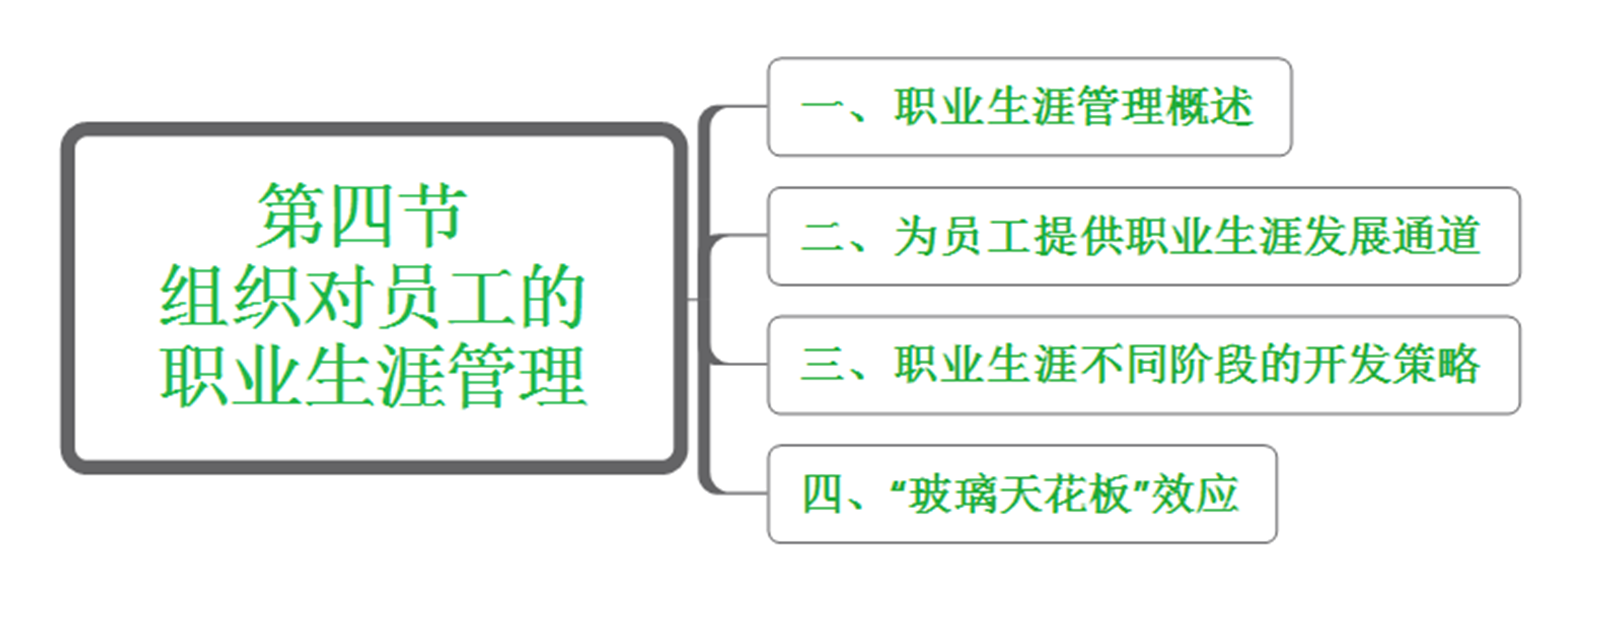 第四节
组织对员工的
职业生涯管理
一、职业生涯管理概述
二、为员工提供职业生涯发展通道
三、职业生涯不同阶段的开发策略
四、“玻璃天花板”效应